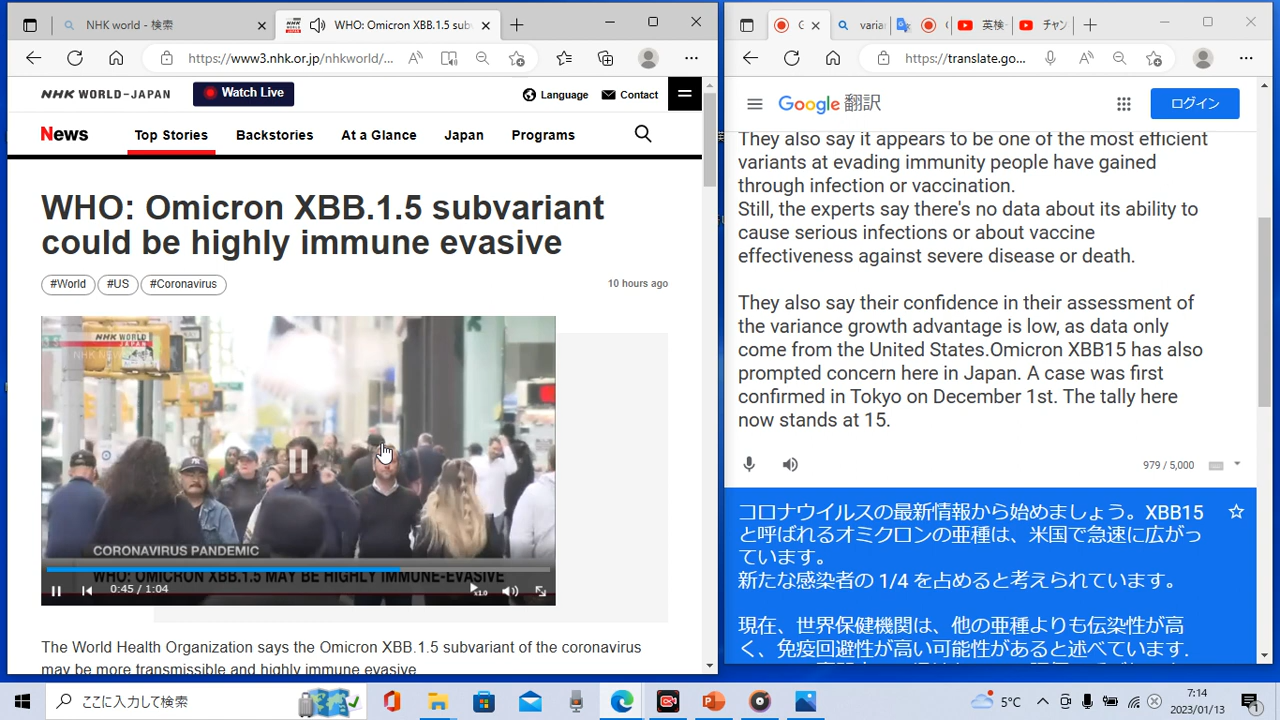 NHK world - 検索
WHO: Omicron XBB.1.5 sub
https://www3.nhk.or.jp/nhkworld/...
NHK WORLD-JAPAN
Watch Live
Language
Contact
News
Top Stories
Backstories
At a Glance
Japan
Programs
WHO: Omicron XBB.1.5 subvariant
could be highly immune evasive
#World
#US
#Coronavirus
10 hours ago
NHK WORLD
JAPAN
CORONAVIRUS PANDEMIC
WHO: OMICRON XBB.1.5 MAY BE HIGHLY IMMUNE-EVASIVE
0:45 / 1:04
x1.0
The World Health Organization says the Omicron XBB.1.5 subvariant of the coronavirus
may be more transmissible and highly immune evasive
G
varia
英検
チャン
https://translate.go...
Google 翻訳
ログイン
They also say it appears to be one of the most efficient
variants at evading immunity people have gained
through infection or vaccination.
Still, the experts say there's no data about its ability to
cause serious infections or about vaccine
effectiveness against severe disease or death.
They also say their confidence in their assessment of
the variance growth advantage is low, as data only
come from the United States.Omicron XBB15 has also
prompted concern here in Japan. A case was first
confirmed in Tokyo on December 1st. The tally here
now stands at 15.
979 / 5,000
コロナウイルスの最新情報から始めましょう。XBB15
と呼ばれるオミクロンの亜種は、米国で急速に広がっ
ています。
新たな感染者の 1/4 を占めると考えられています。
現在、世界保健機関は、他の亜種よりも伝染性が高
く、免疫回避性が高い可能性があると述べています.
ここに入力して検索
5℃
7:14
2023/01/13